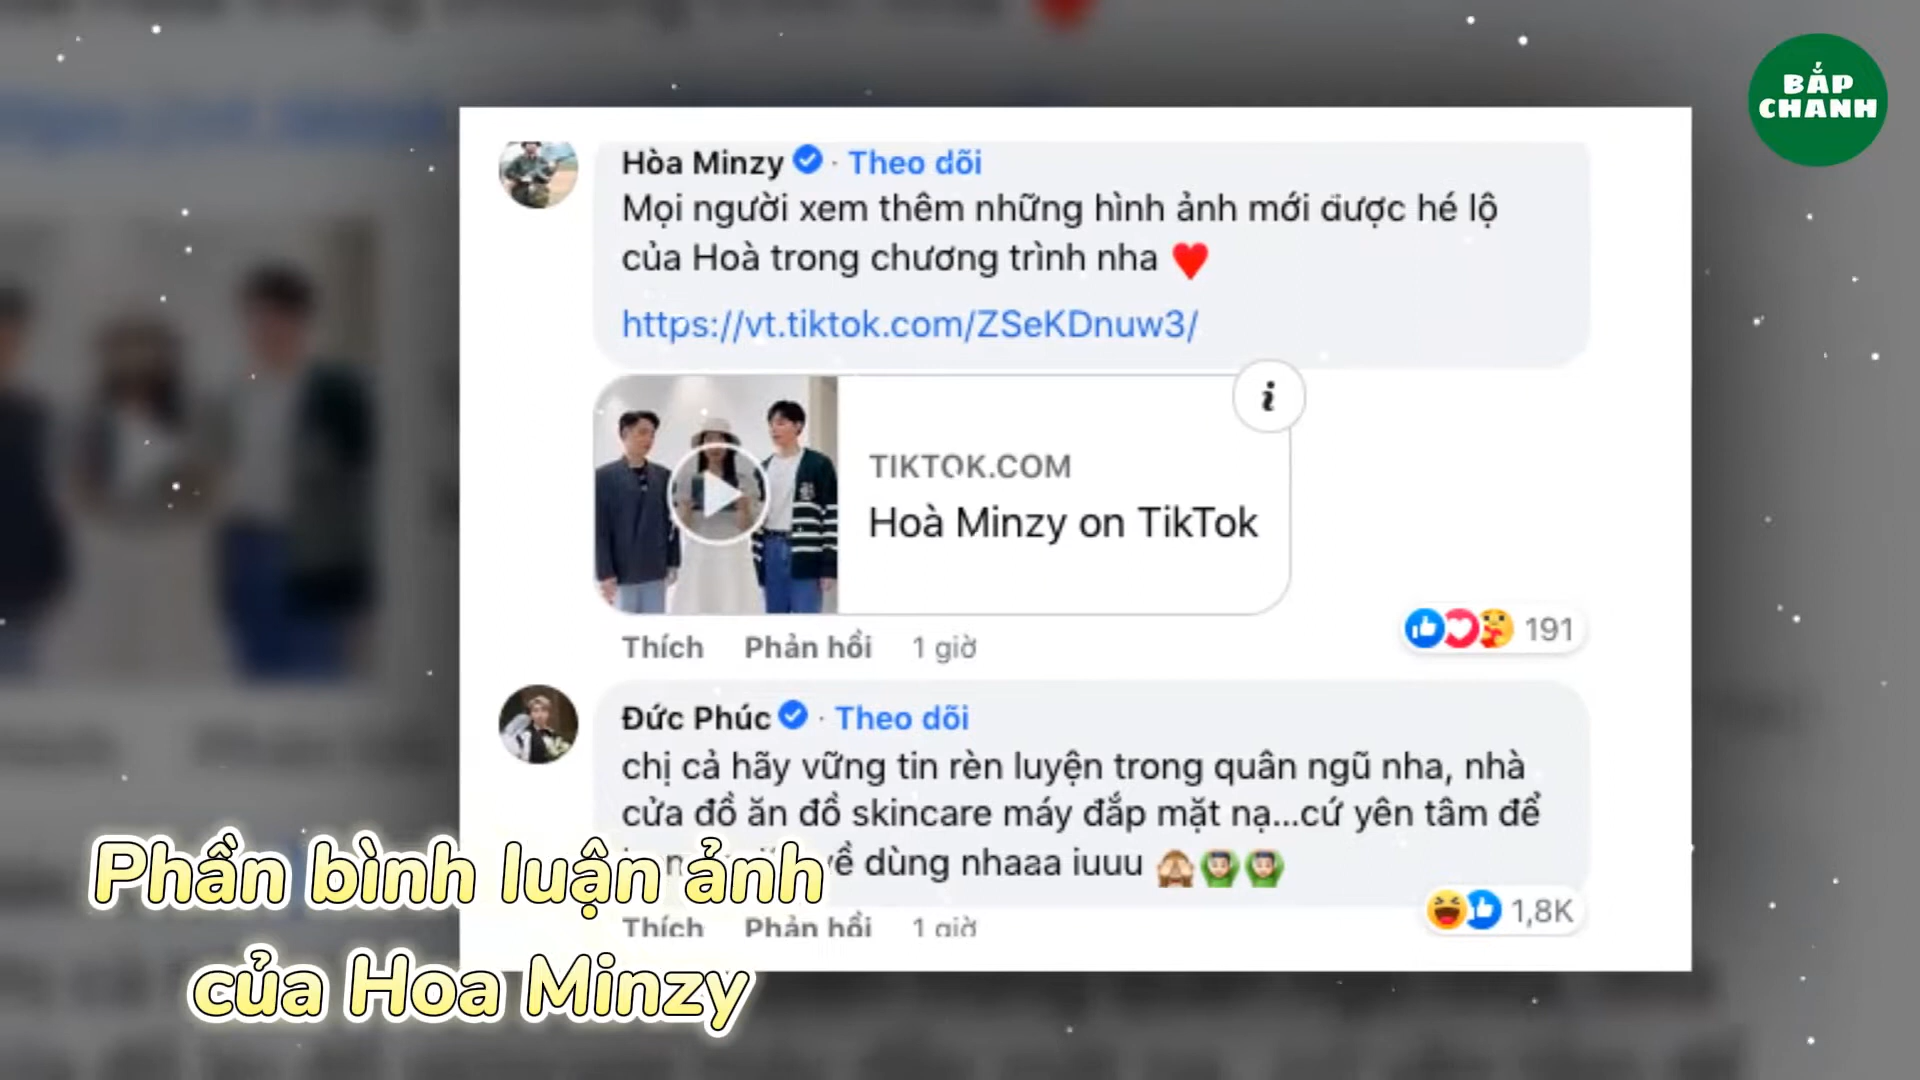 BẮP
CHANH
Hòa Minzy · Theo dõi
Mọi người xem thêm những hình ảnh mới được hé lộ
của Hoà trong chương trình nha ❤️
https://vt.tiktok.com/ZSeKDnuw3/
i
TIKTOK.COM
Hoà Minzy on TikTok
Thích Phản hồi 1 giờ
191
Đức Phúc · Theo dõi
chị cả hãy vững tin rèn luyện trong quân ngũ nha, nhà
cửa đồ ăn đồ skincare máy đắp mặt nạ...cứ yên tâm để
về dùng nhaaa iuuu 🙈🙆‍♂️🙆‍♂️
Thích Phản hồi 1 giờ
1,8K
Phần bình luận ảnh
của Hoa Minzy